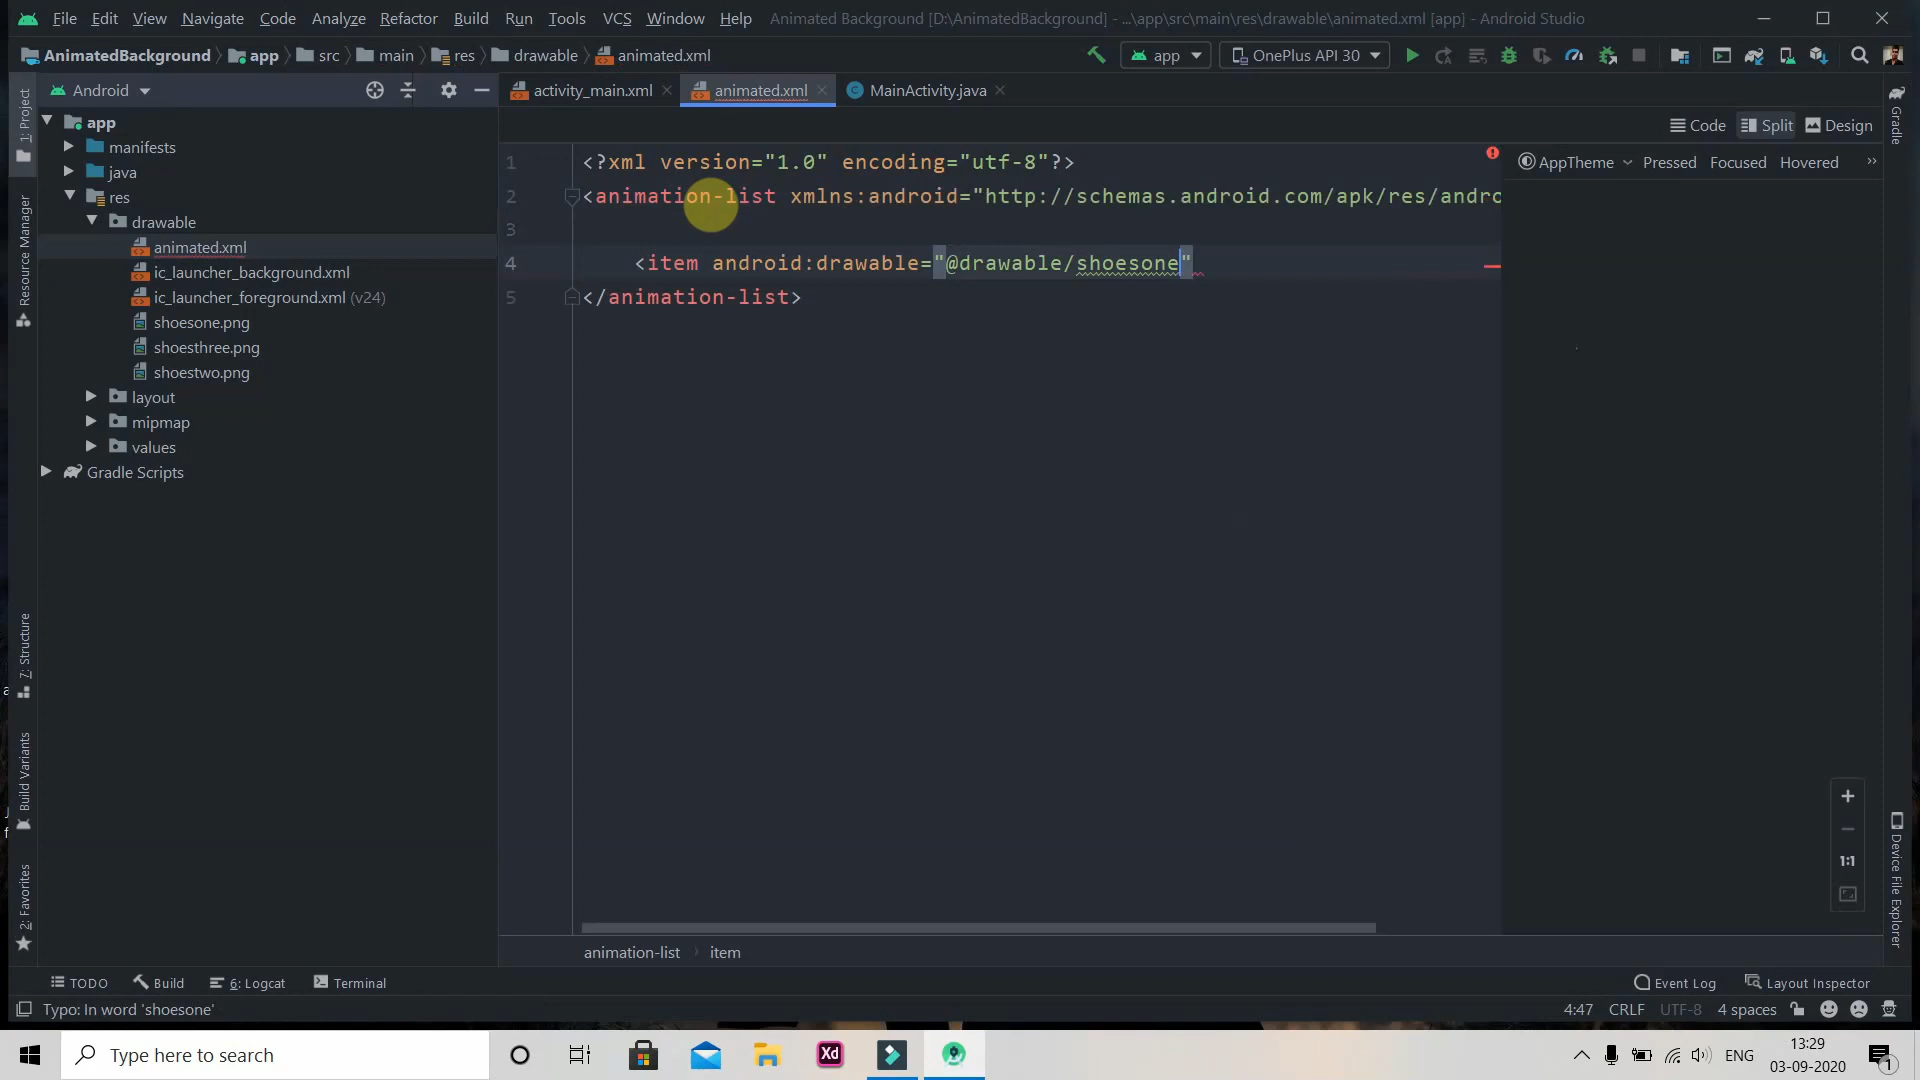 File Edit View Navigate Code Analyze Refactor Build Run Tools VCS Window Help Animated Background [D:\AnimatedBackground] - ...\app\src\main\res\drawable\animated.xml [app] - Android Studio
AnimatedBackground app src main res drawable animated.xml app OnePlus API 30
Android activity_main.xml animated.xml MainActivity.java
Code Split Design
AppTheme Pressed Focused Hovered
1: Project
Resource Manager
7: Structure
Build Variants
2: Favorites
app
manifests
java
res
drawable
animated.xml
ic_launcher_background.xml
ic_launcher_foreground.xml (v24)
shoesone.png
shoesthree.png
shoestwo.png
layout
mipmap
values
Gradle Scripts
1 <?xml version="1.0" encoding="utf-8"?>
2 <animation-list xmlns:android="http://schemas.android.com/apk/res/andro
3
4 <item android:drawable="@drawable/shoesone"
5 </animation-list>
Gradle
1:1
Device File Explorer
animation-list item
TODO Build 6: Logcat Terminal Event Log Layout Inspector
Typo: In word 'shoesone' 4:47 CRLF UTF-8 4 spaces
Type here to search
Xd
ENG
13:29
03-09-2020
1